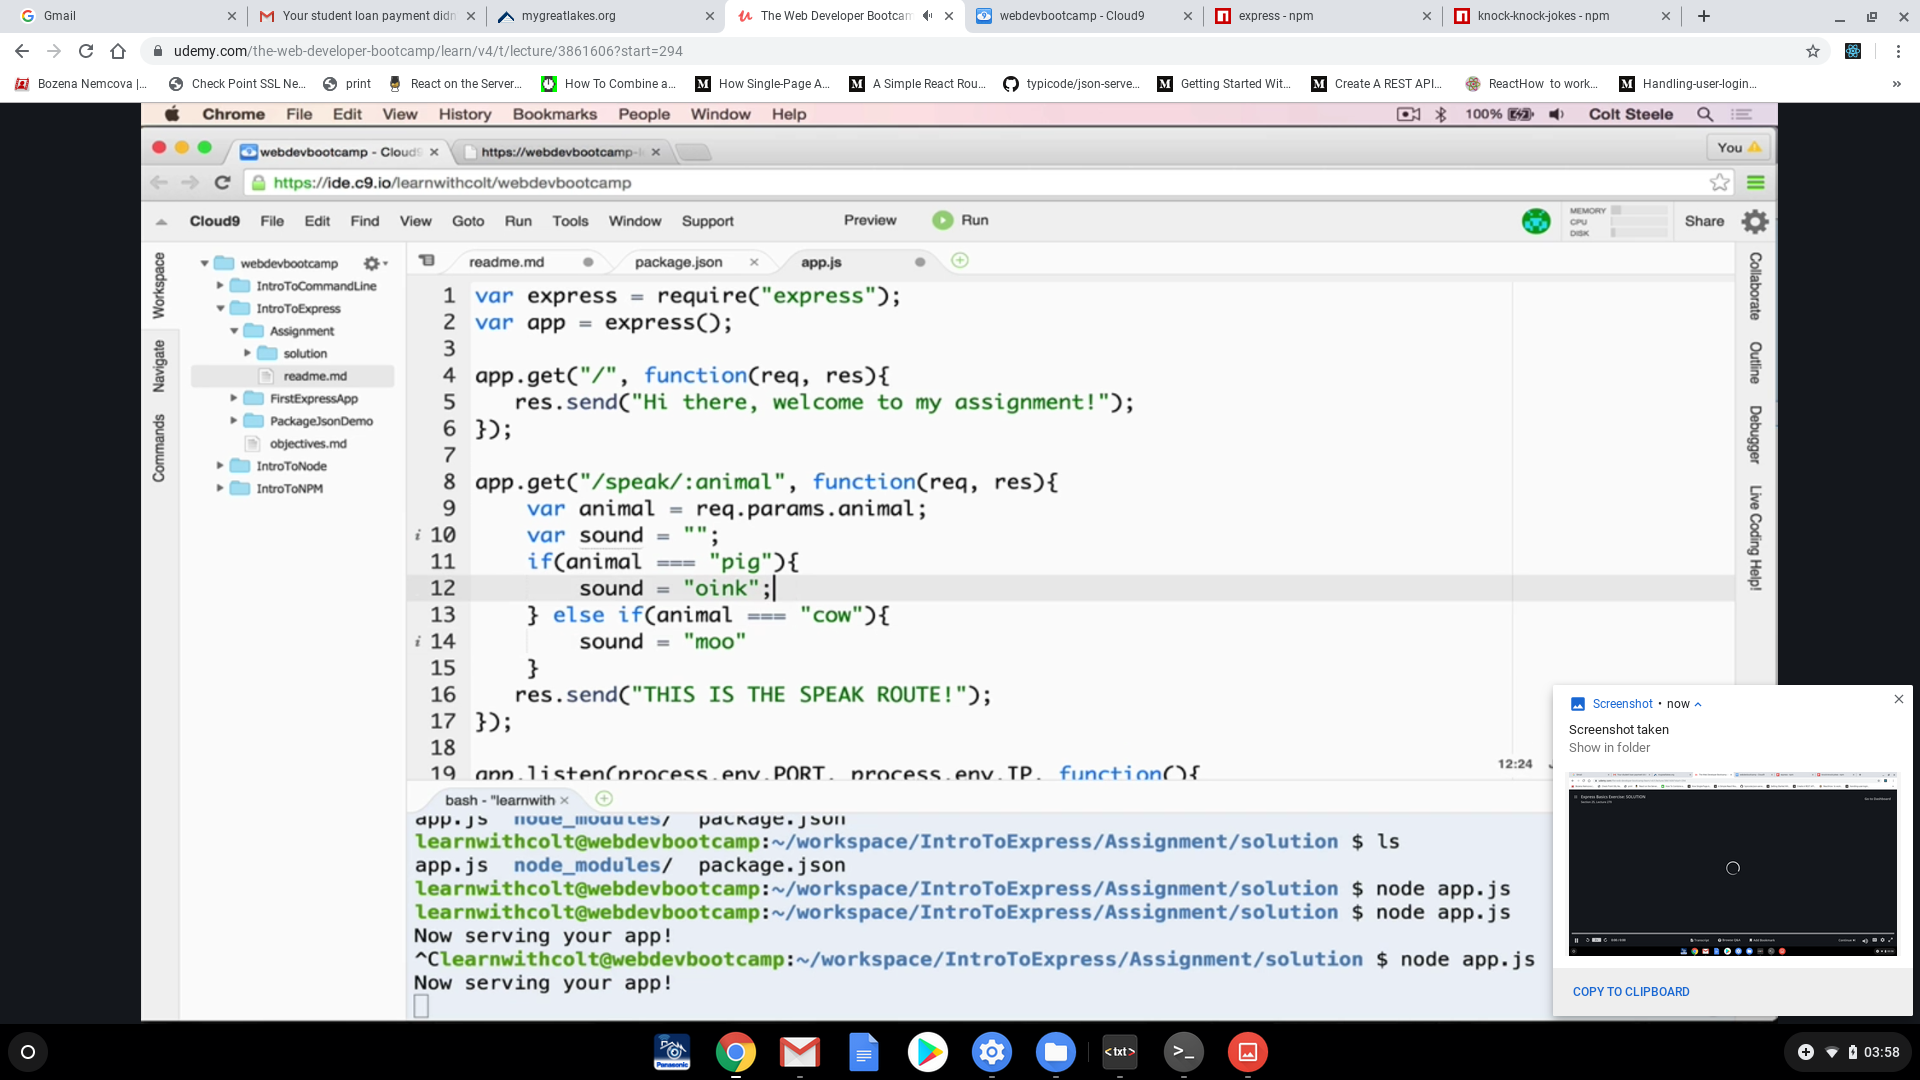 Gmail
Your student loan payment didn
mygreatlakes.org
The Web Developer Bootcam
webdevbootcamp - Cloud9
express - npm
knock-knock-jokes - npm
udemy.com/the-web-developer-bootcamp/learn/v4/t/lecture/3861606?start=294
Bozena Nemcova |...
Check Point SSL Ne...
print
React on the Server...
How To Combine a...
How Single-Page A...
A Simple React Rou...
typicode/json-serve...
Getting Started Wit...
Create A REST API...
ReactHow to work...
Handling-user-login...
Chrome File Edit View History Bookmarks People Window Help
100%
Colt Steele
webdevbootcamp - Cloud9
https://webdevbootcamp-
You
https://ide.c9.io/learnwithcolt/webdevbootcamp
Cloud9 File Edit Find View Goto Run Tools Window Support
Preview
Run
MEMORY
CPU
DISK
Share
Workspace
Navigate
Commands
webdevbootcamp
IntroToCommandLine
IntroToExpress
Assignment
solution
readme.md
FirstExpressApp
PackageJsonDemo
objectives.md
IntroToNode
IntroToNPM
readme.md
package.json
app.js
1 var express = require("express");
2 var app = express();
3
4 app.get("/", function(req, res){
5 res.send("Hi there, welcome to my assignment!");
6 });
7
8 app.get("/speak/:animal", function(req, res){
9 var animal = req.params.animal;
10 var sound = "";
11 if(animal === "pig"){
12 sound = "oink";
13 } else if(animal === "cow"){
14 sound = "moo"
15 }
16 res.send("THIS IS THE SPEAK ROUTE!");
17 });
18
19 app.listen(process.env.PORT, process.env.IP, function(){
12:24
Collaborate
Outline
Debugger
Live Coding Help!
bash - "learnwith
app.js node_modules/ package.json
learnwithcolt@webdevbootcamp:~/workspace/IntroToExpress/Assignment/solution $ ls
app.js node_modules/ package.json
learnwithcolt@webdevbootcamp:~/workspace/IntroToExpress/Assignment/solution $ node app.js
learnwithcolt@webdevbootcamp:~/workspace/IntroToExpress/Assignment/solution $ node app.js
Now serving your app!
^Clearnwithcolt@webdevbootcamp:~/workspace/IntroToExpress/Assignment/solution $ node app.js
Now serving your app!
Screenshot • now
Screenshot taken
Show in folder
Express Basics Exercise: SOLUTION
COPY TO CLIPBOARD
Panasonic
<txt>
>_
03:58